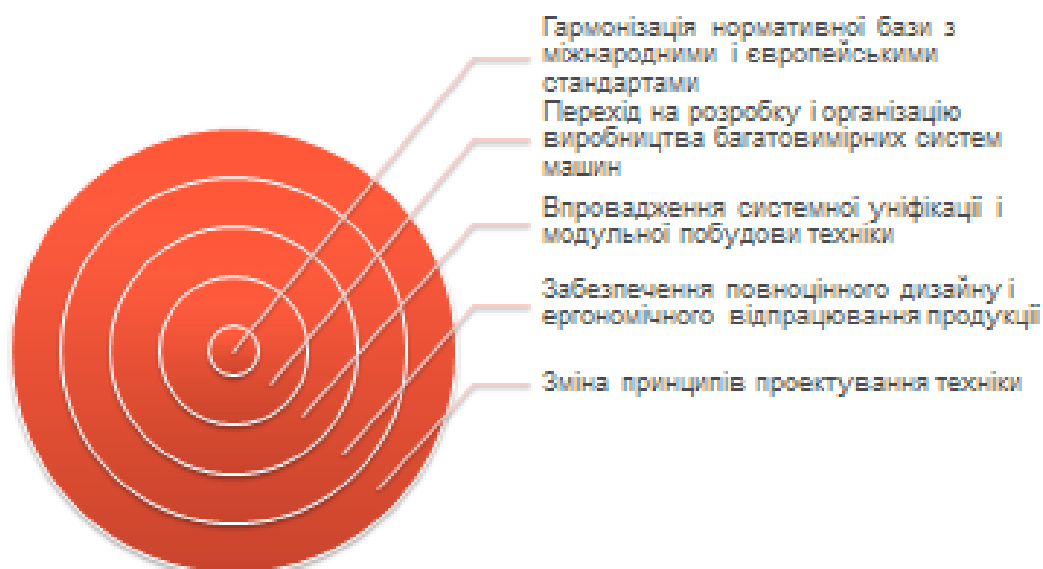 Гармонізація нормативної бази з
міжнародними і європейськими
стандартами
Перехід на розробку і організацію
виробництва багатовимірних систем
машин
Впровадження системної уніфікації і
модульної побудови техніки
Забезпечення повноцінного дизайну і
ергономічного відпрацювання продукції
Зміна принципів проектування техніки